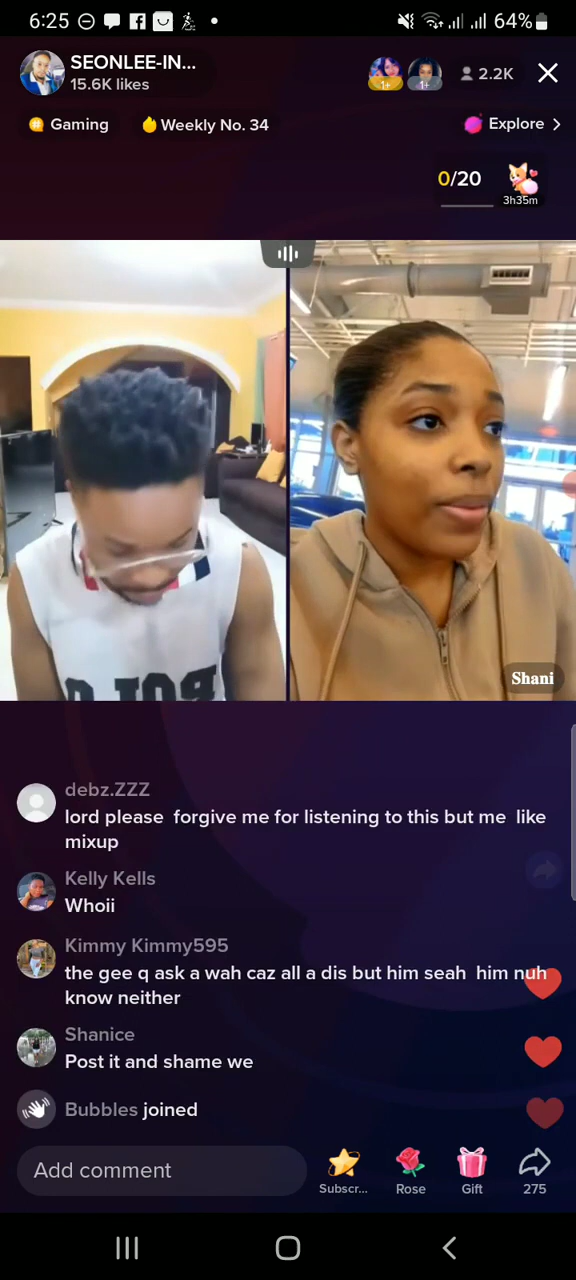 6:25
64%
SEONLEE-IN...
15.6K likes
1+
1+
2.2K
Gaming
Weekly No. 34
Explore
0/20
3h35m
Shani
debz.ZZZ
lord please forgive me for listening to this but me like
mixup
Kelly Kells
Whoii
Kimmy Kimmy595
the gee q ask a wah caz all a dis but him seah him nuh
know neither
Shanice
Post it and shame we
Bubbles joined
Add comment
Subscr...
Rose
Gift
275